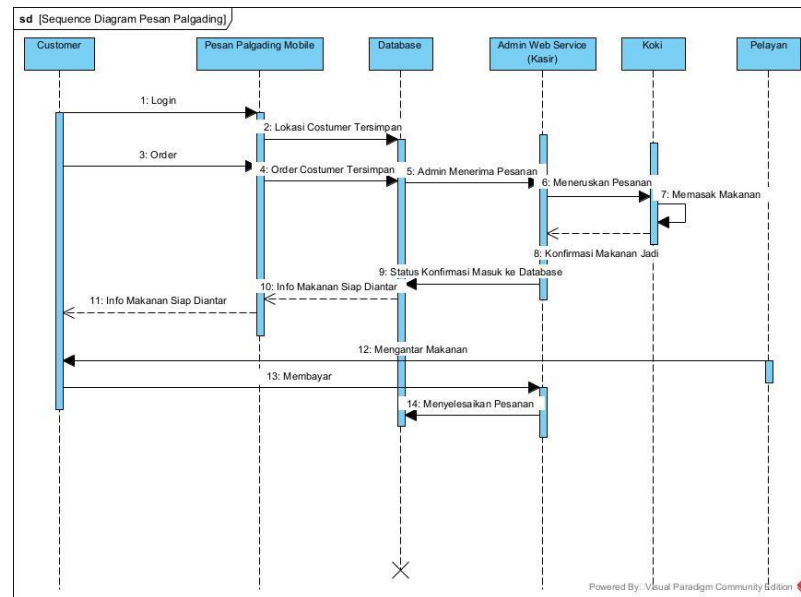 sd [Sequence Diagram Pesan Palgading]
Customer
Pesan Palgading Mobile
Database
Admin Web Service
(Kasir)
Koki
Pelayan
1: Login
2: Lokasi Costumer Tersimpan
3: Order
4: Order Costumer Tersimpan
5: Admin Menerima Pesanan
6: Meneruskan Pesanan
7: Memasak Makanan
8: Konfirmasi Makanan Jadi
9: Status Konfirmasi Masuk ke Database
10: Info Makanan Siap Diantar
11: Info Makanan Siap Diantar
12: Mengantar Makanan
13: Membayar
14: Menyelesaikan Pesanan
Powered By Visual Paradigm Community Edition